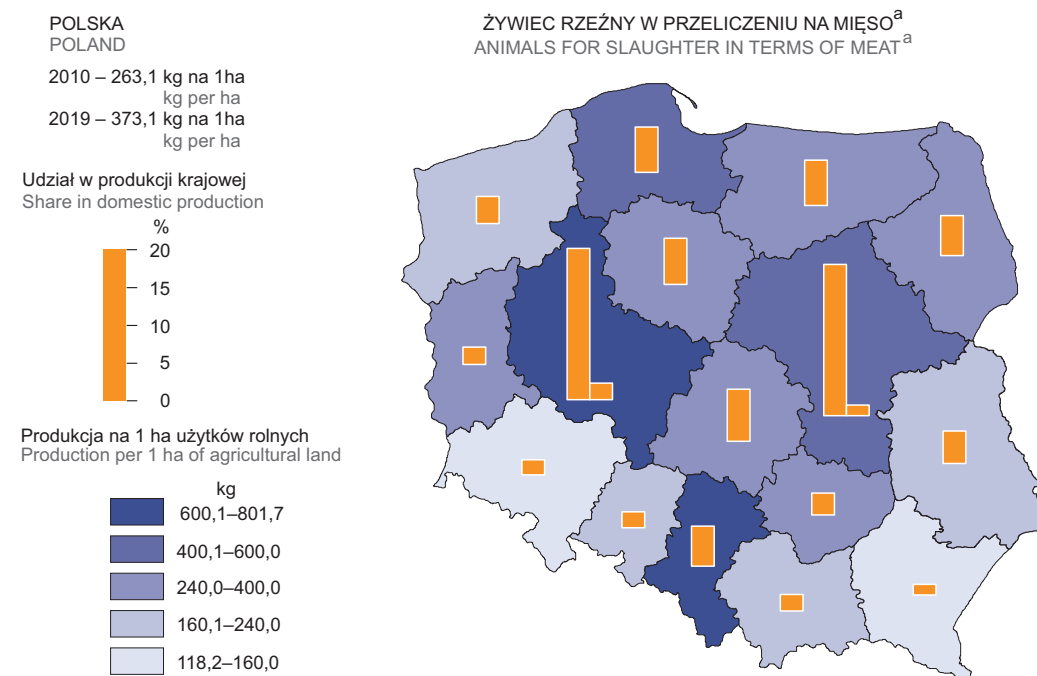 POLSKA
POLAND
2010 – 263,1 kg na 1ha
kg per ha
2019 – 373,1 kg na 1ha
kg per ha
Udział w produkcji krajowej
Share in domestic production
%
20
15
10
5
0
Produkcja na 1 ha użytków rolnych
Production per 1 ha of agricultural land
kg
600,1–801,7
400,1–600,0
240,0–400,0
160,1–240,0
118,2–160,0
ŻYWIEC RZEŹNY W PRZELICZENIU NA MIĘSO^a
ANIMALS FOR SLAUGHTER IN TERMS OF MEAT^a